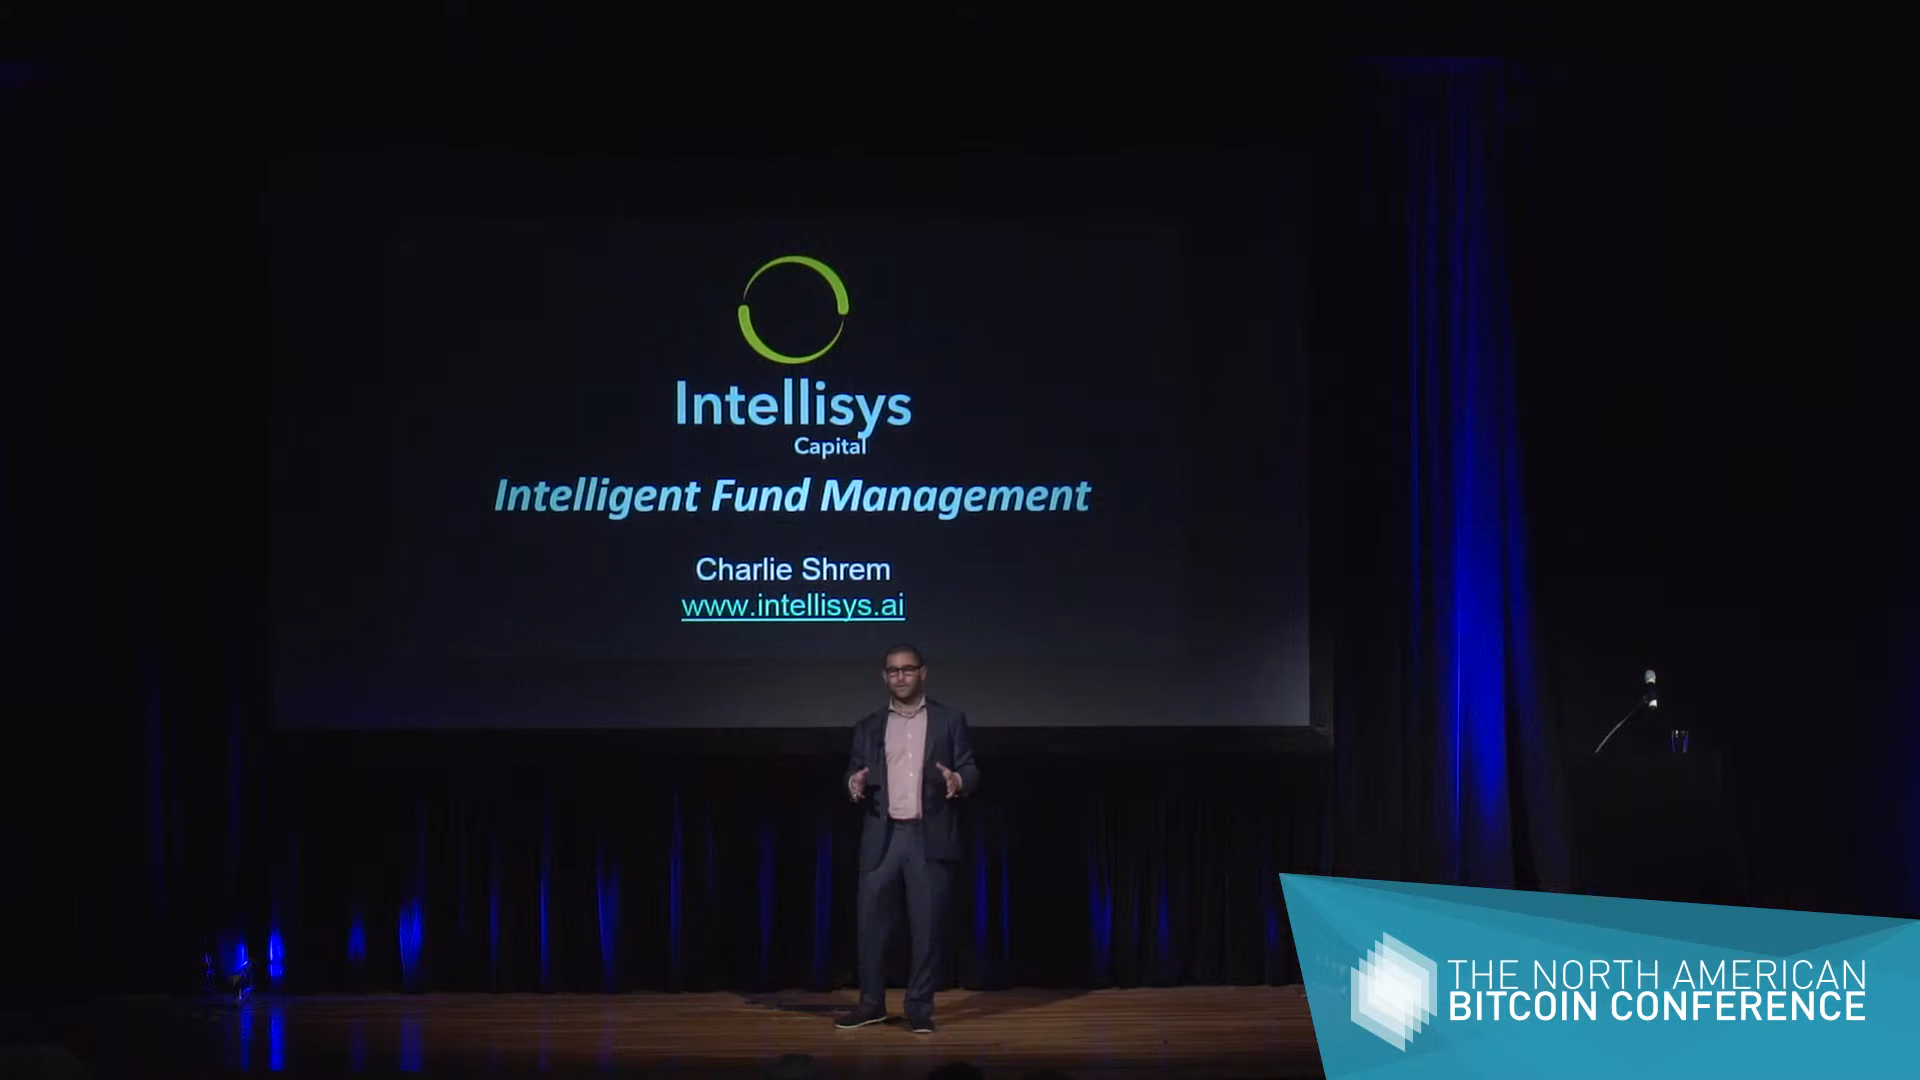 Intellisys
Capital
Intelligent Fund Management
Charlie Shrem
www.intellisys.ai
THE NORTH AMERICAN
BITCOIN CONFERENCE